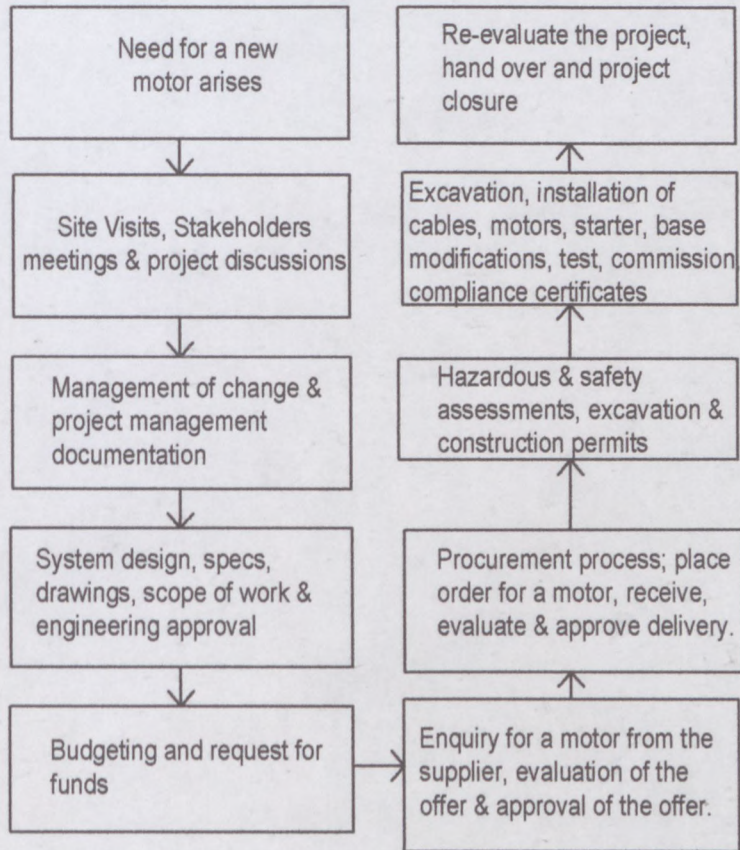 Need for a new
motor arises
Site Visits, Stakeholders
meetings & project discussions
Management of change &
project management
documentation
System design, specs,
drawings, scope of work &
engineering approval
Budgeting and request for
funds
Enquiry for a motor from the
supplier, evaluation of the
offer & approval of the offer.
Procurement process; place
order for a motor, receive,
evaluate & approve delivery.
Hazardous & safety
assessments, excavation &
construction permits
Excavation, installation of
cables, motors, starter, base
modifications, test, commission
compliance certificates
Re-evaluate the project,
hand over and project
closure